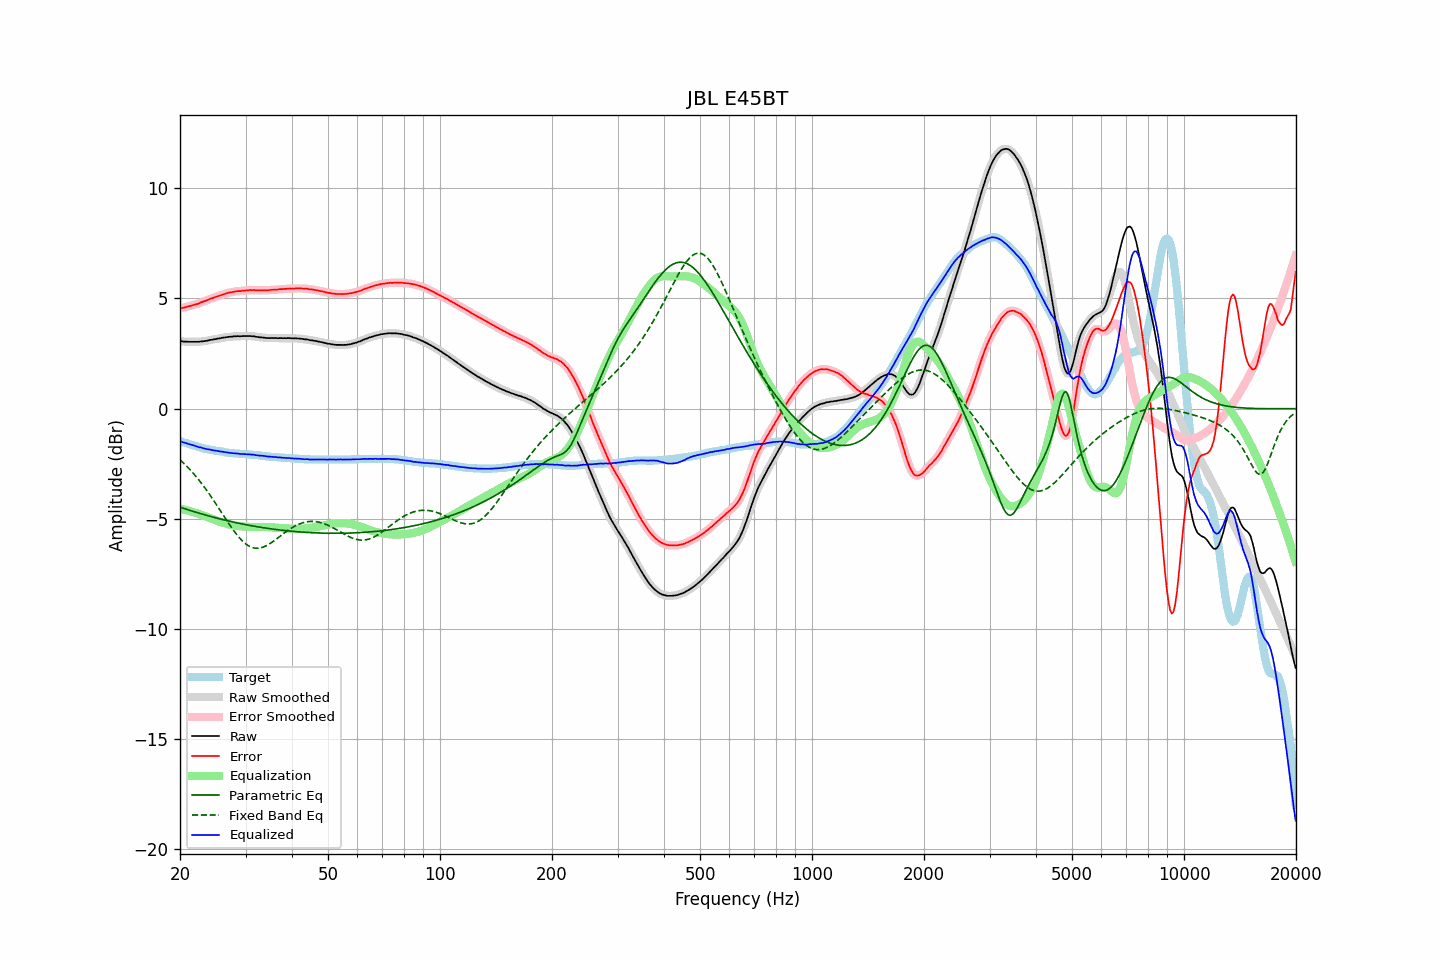 JBL E45BT
Amplitude (dBr)
10
5
0
−5
−10
−15
−20
Target
Raw Smoothed
Error Smoothed
Raw
Error
Equalization
Parametric Eq
Fixed Band Eq
Equalized
20 50 100 200 500 1000 2000 5000 10000 20000
Frequency (Hz)